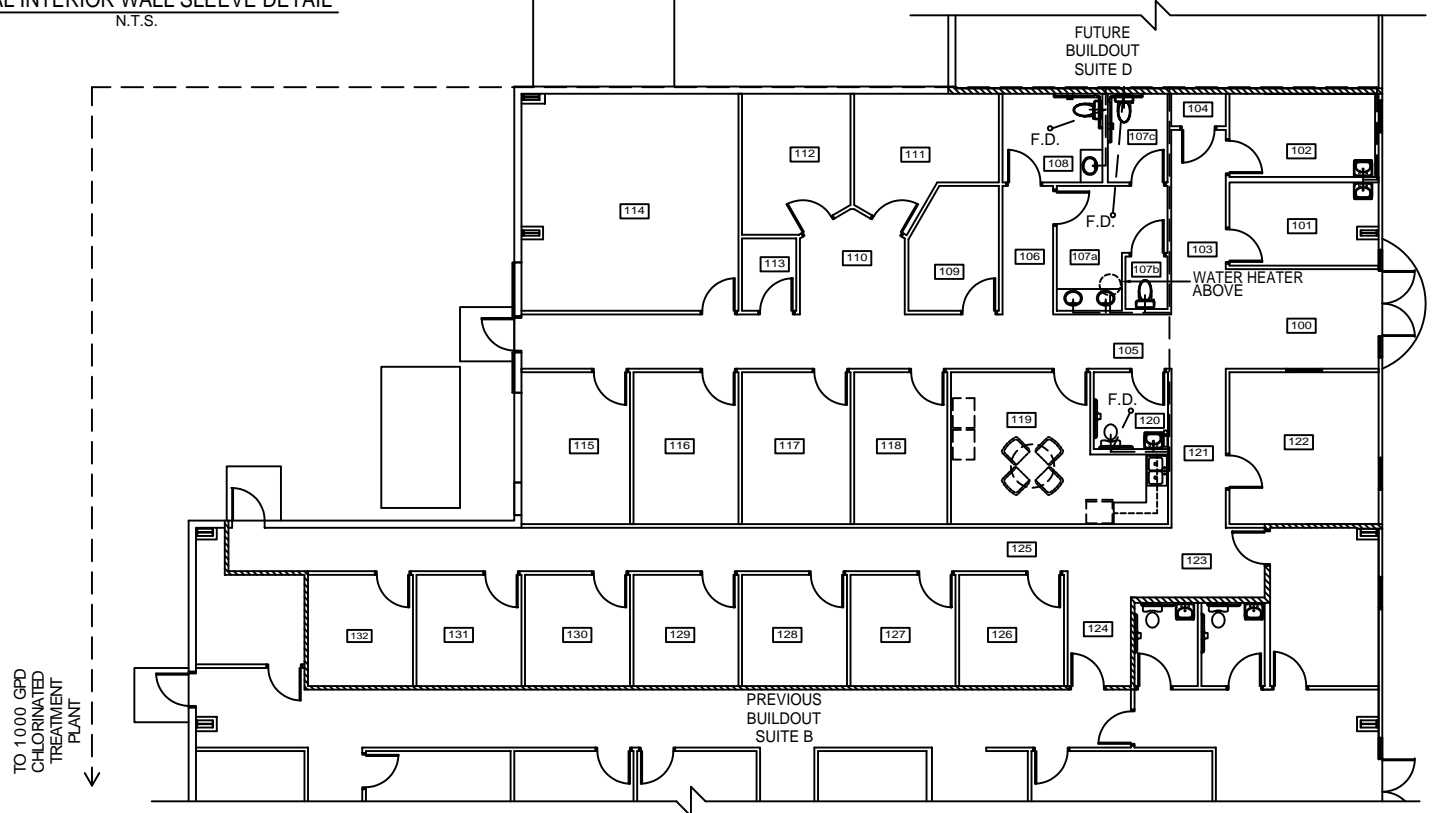 AL INTERIOR WALL SLEEVE DETAIL
N.T.S.
FUTURE
BUILDOUT
SUITE D
104
112
111
F.D.
107c
108
102
114
F.D.
101
113
110
109
106
107a
107b
103
WATER HEATER
ABOVE
100
105
115
116
117
118
119
F.D.
120
121
122
125
123
132
131
130
129
128
127
126
124
PREVIOUS
BUILDOUT
SUITE B
TO 1000 GPD
CHLORINATED
TREATMENT
PLANT